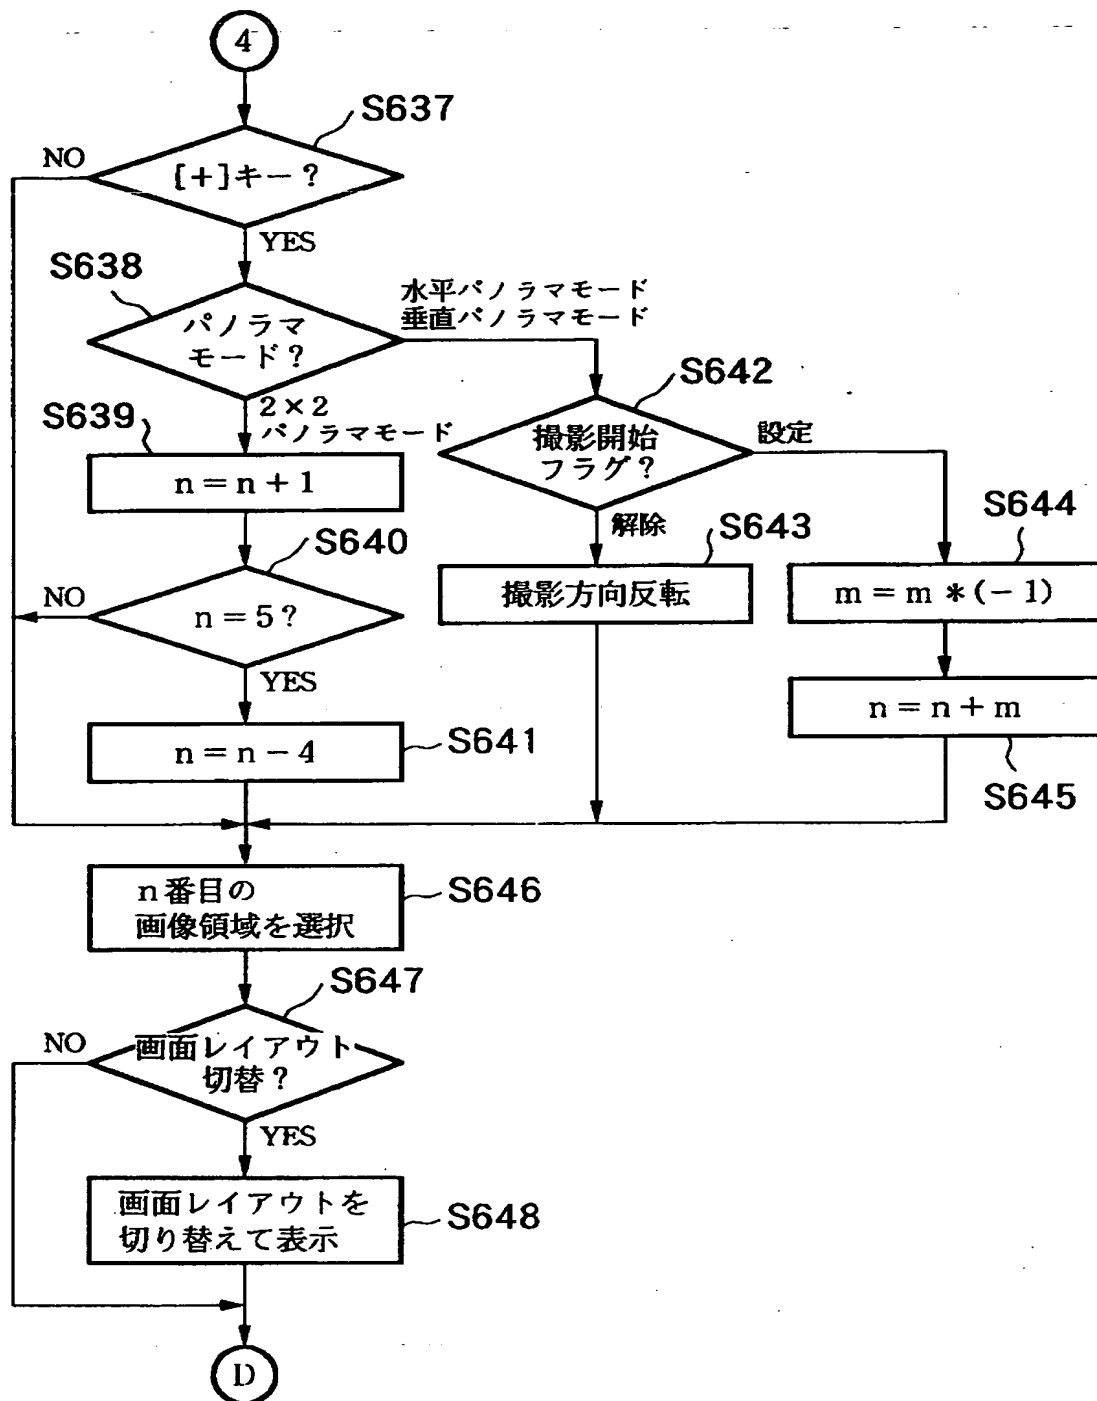 4
S637
NO
[+]キー?
YES
S638
パノラマ
モード?
水平パノラマモード
垂直パノラマモード
S642
2×2
パノラマモード
S639
撮影開始
フラグ?
設定
n=n+1
解除
S643
S644
S640
撮影方向反転
m=m*(-1)
NO
n=5?
YES
n=n+m
S645
n=n-4
S641
n番目の
画像領域を選択
S646
S647
NO
画面レイアウト
切替?
YES
画面レイアウトを
切り替えて表示
S648
D